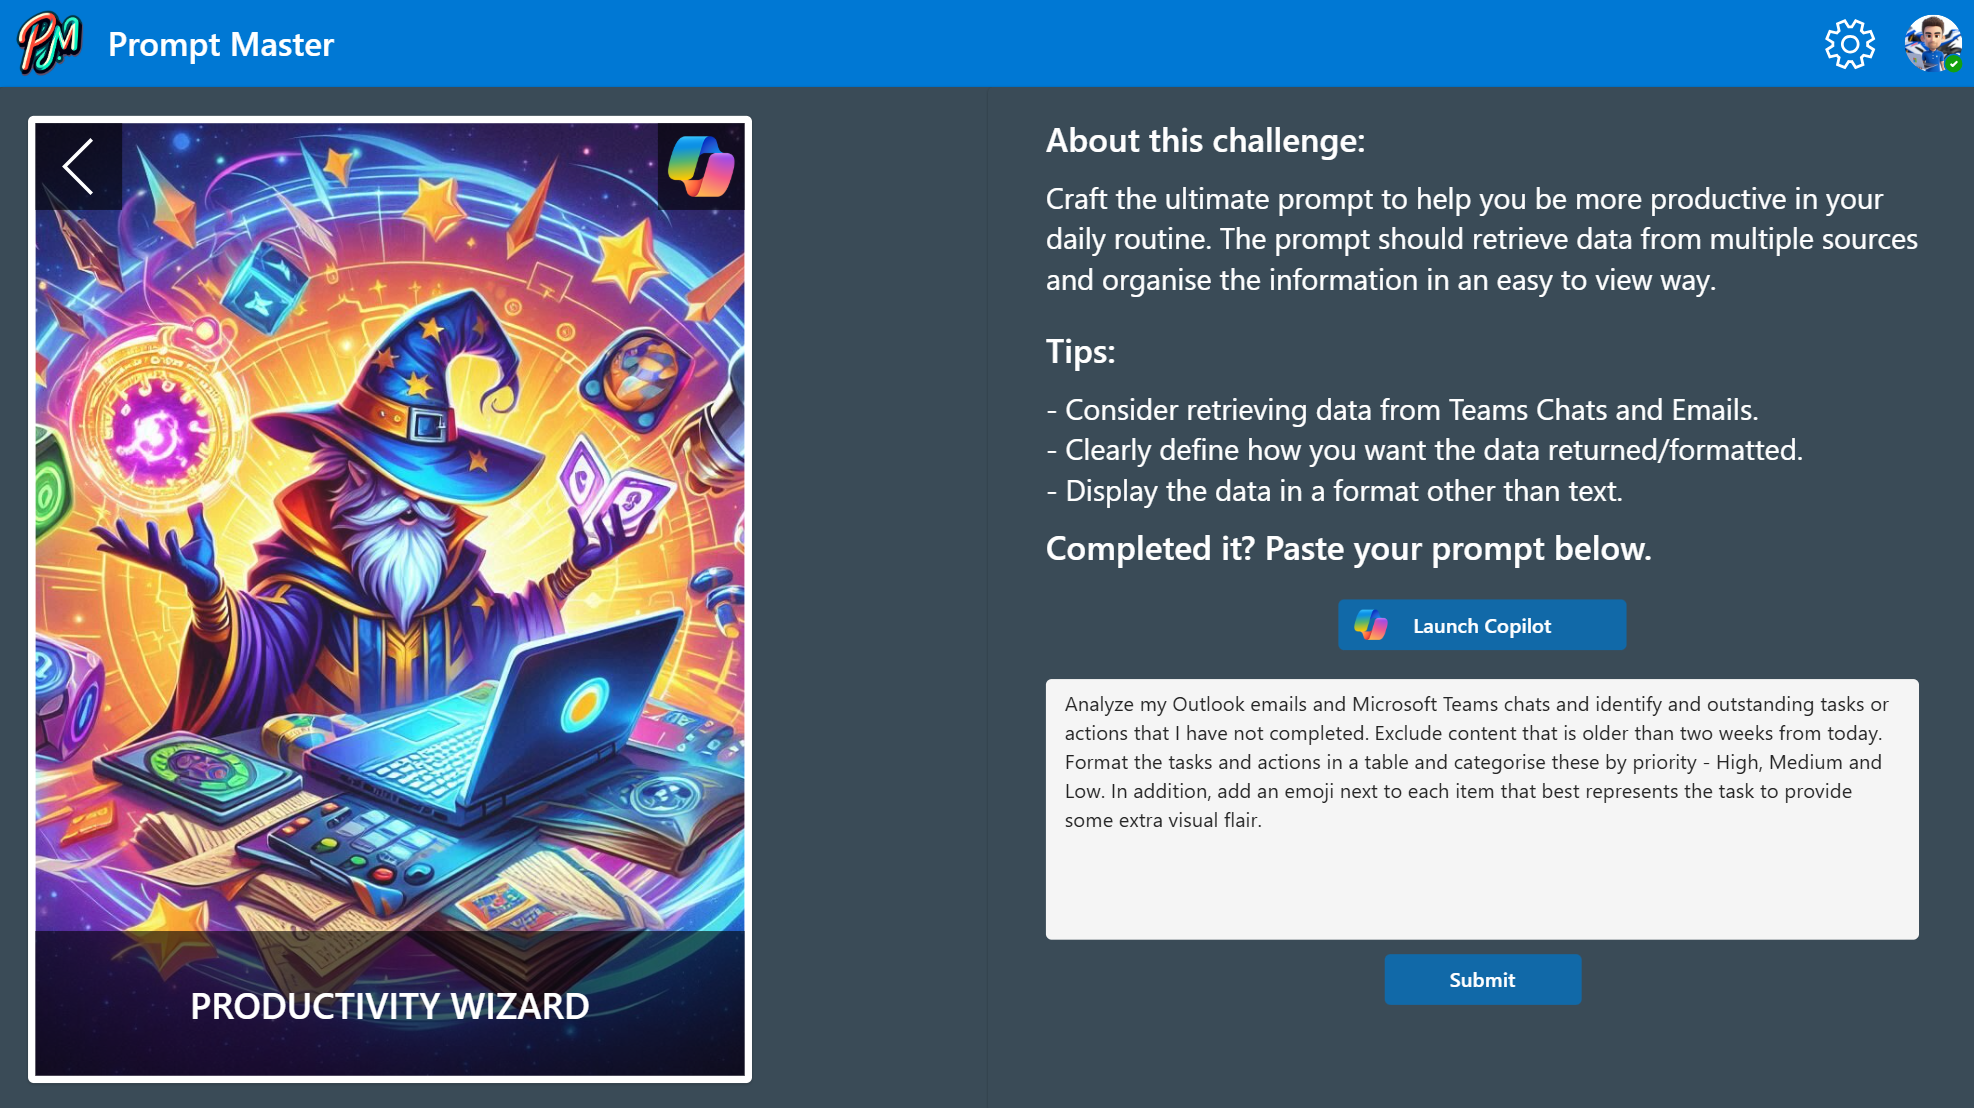 PM
Prompt Master
About this challenge:
Craft the ultimate prompt to help you be more productive in your
daily routine. The prompt should retrieve data from multiple sources
and organise the information in an easy to view way.
Tips:
- Consider retrieving data from Teams Chats and Emails.
- Clearly define how you want the data returned/formatted.
- Display the data in a format other than text.
Completed it? Paste your prompt below.
Launch Copilot
Analyze my Outlook emails and Microsoft Teams chats and identify and outstanding tasks or
actions that I have not completed. Exclude content that is older than two weeks from today.
Format the tasks and actions in a table and categorise these by priority - High, Medium and
Low. In addition, add an emoji next to each item that best represents the task to provide
some extra visual flair.
Submit
PRODUCTIVITY WIZARD